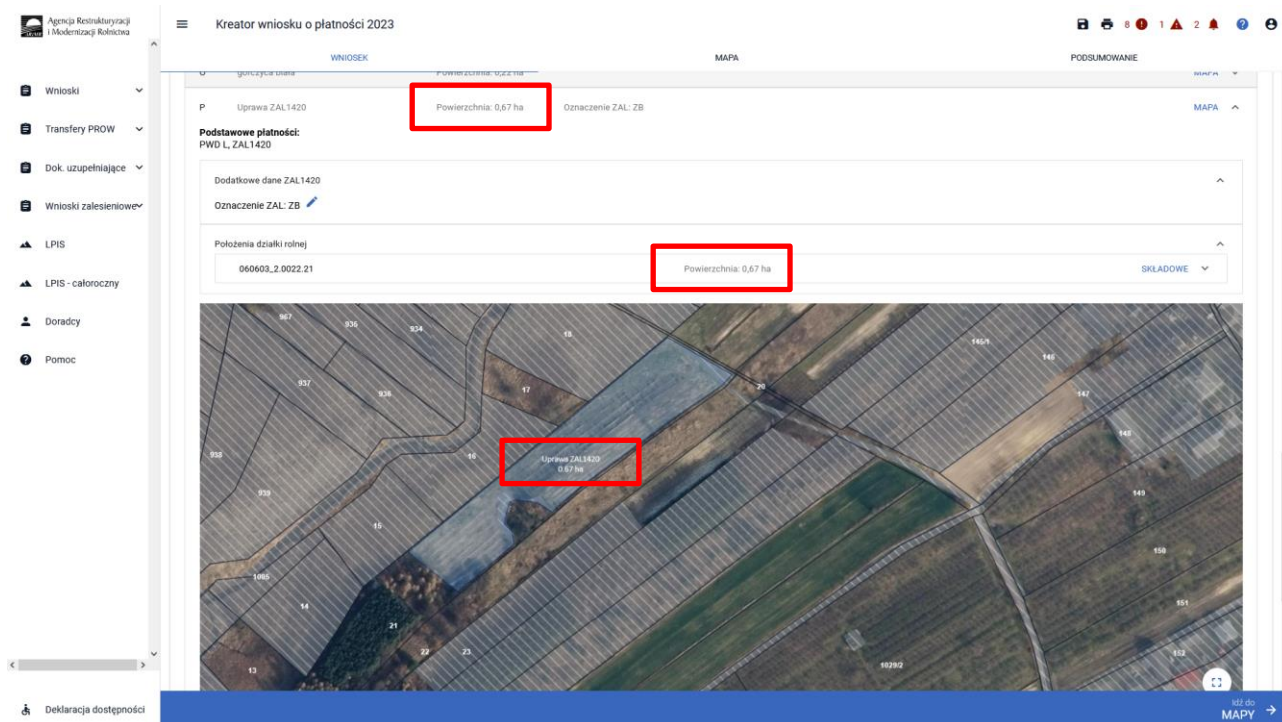 Agencja Restrukturyzacji
i Modernizacji Rolnictwa
Kreator wniosku o płatności 2023
8 1 2
WNIOSEK MAPA PODSUMOWANIE
Wnioski
Transfery PROW
Dok. uzupełniające
Wnioski zalesieniowe
LPIS
LPIS - całoroczny
Doradcy
Pomoc
Deklaracja dostępności
O gorczyca biała Powierzchnia: 0,22 ha MAPA
P Uprawa ZAL1420 Powierzchnia: 0,67 ha Oznaczenie ZAL: ZB MAPA
Podstawowe płatności:
PWD L, ZAL1420
Dodatkowe dane ZAL1420
Oznaczenie ZAL: ZB
Położenia działki rolnej
060603_2.0022.21 Powierzchnia: 0,67 ha SKŁADOWE
967 935 934 18
145/1
146
937 936 17 20
147
148
938 16
Uprawa ZAL1420
0.67 ha
939 149
15
150
1095
14 151
21
22 23 152
13 1029/2
Idź do
MAPY